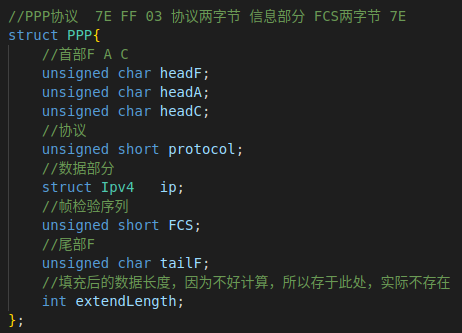 //PPP协议  7E FF 03 协议两字节 信息部分 FCS两字节 7E
struct PPP{
    //首部F A C
    unsigned char headF;
    unsigned char headA;
    unsigned char headC;
    //协议
    unsigned short protocol;
    //数据部分
    struct Ipv4   ip;
    //帧检验序列
    unsigned short FCS;
    //尾部F
    unsigned char tailF;
    //填充后的数据长度，因为不好计算，所以存于此处，实际不存在
    int extendLength;
};